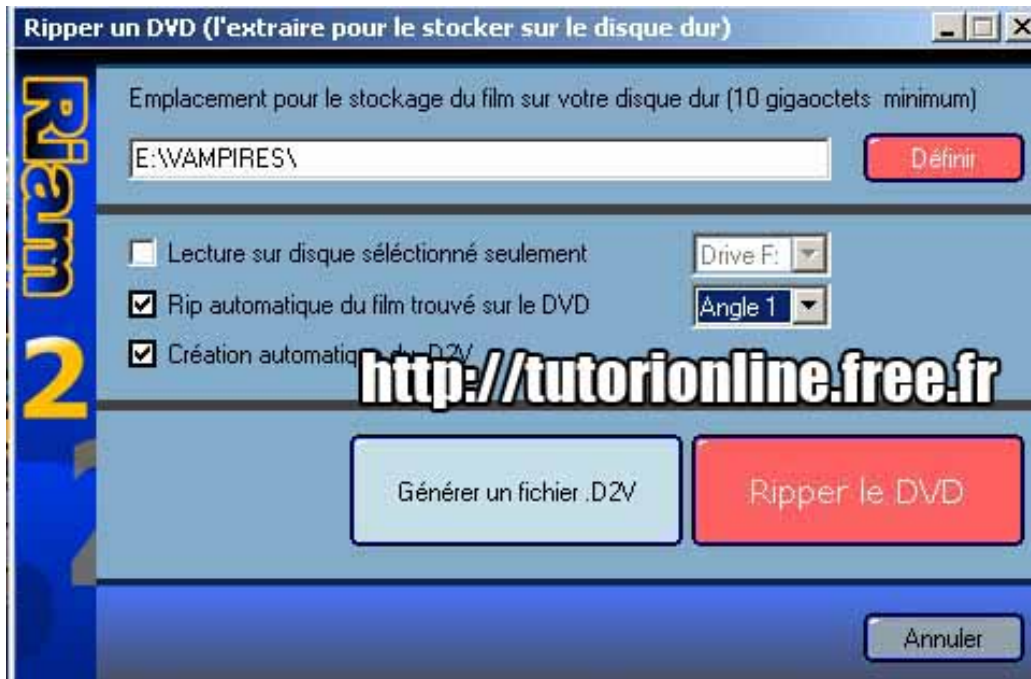 Ripper un DVD (l'extraire pour le stocker sur le disque dur)
Riam 2
Emplacement pour le stockage du film sur votre disque dur (10 gigaoctets minimum)
E:\VAMPIRES\
Définir
Lecture sur disque séléctionné seulement
Drive F:
Rip automatique du film trouvé sur le DVD
Angle 1
Création automatique du .D2V
http://tutorionline.free.fr
Générer un fichier .D2V
Ripper le DVD
Annuler